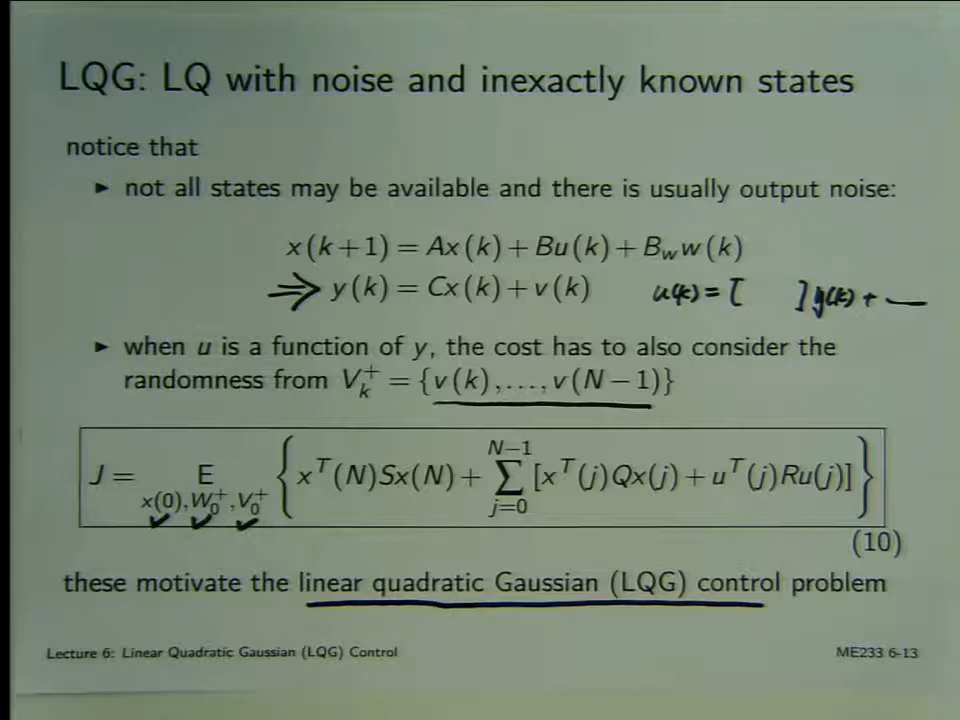 LQG: LQ with noise and inexactly known states
notice that
▶ not all states may be available and there is usually output noise:
x(k+1) = Ax(k) + Bu(k) + B_w w(k)
⇒ y(k) = Cx(k) + v(k) u(k) = [ ] y(k) + —
▶ when u is a function of y, the cost has to also consider the
randomness from V_k^+ = {v(k), ..., v(N−1)}
J = E_{x(0), W_0^+, V_0^+} { x^T(N)Sx(N) + ∑_{j=0}^{N−1} [x^T(j)Qx(j) + u^T(j)Ru(j)] }
(10)
these motivate the linear quadratic Gaussian (LQG) control problem
Lecture 6: Linear Quadratic Gaussian (LQG) Control ME233 6-13